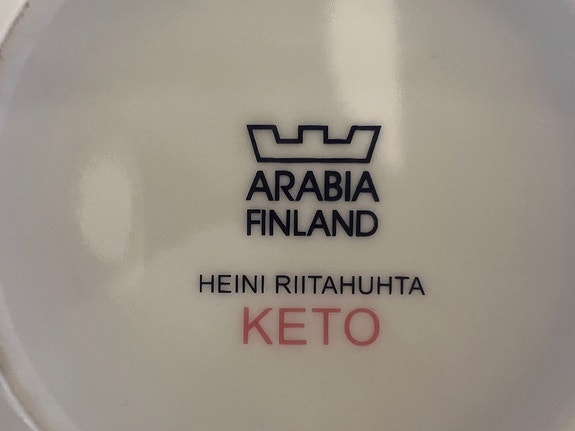 ARABIA
FINLAND
HEINI RIITAHUHTA
KETO